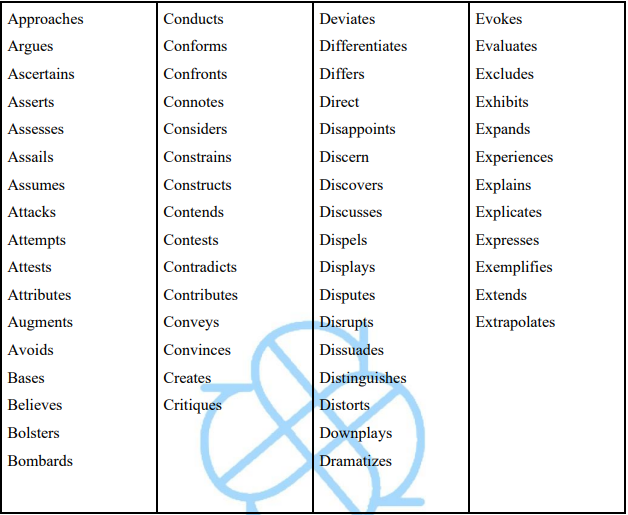 Approaches
Argues
Ascertains
Asserts
Assesses
Assails
Assumes
Attacks
Attempts
Attests
Attributes
Augments
Avoids
Bases
Believes
Bolsters
Bombards
Conducts
Conforms
Confronts
Connotes
Considers
Constrains
Constructs
Contends
Contests
Contradicts
Contributes
Conveys
Convinces
Creates
Critiques
Deviates
Differentiates
Differs
Direct
Disappoints
Discern
Discovers
Discusses
Dispels
Displays
Disputes
Disrupts
Dissuades
Distinguishes
Distorts
Downplays
Dramatizes
Evokes
Evaluates
Excludes
Exhibits
Expands
Experiences
Explains
Explicates
Expresses
Exemplifies
Extends
Extrapolates